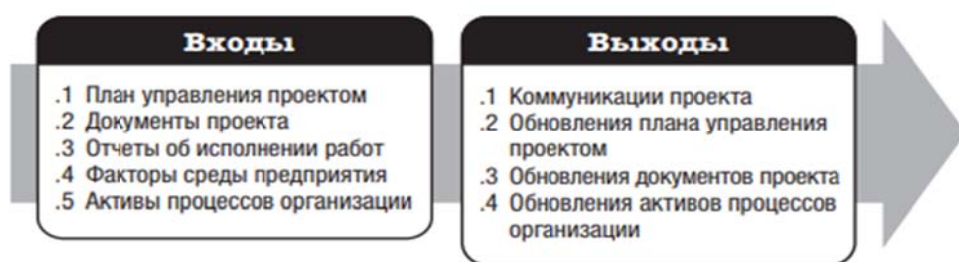 Входы
.1 План управления проектом
.2 Документы проекта
.3 Отчеты об исполнении работ
.4 Факторы среды предприятия
.5 Активы процессов организации
Выходы
.1 Коммуникации проекта
.2 Обновления плана управления
проектом
.3 Обновления документов проекта
.4 Обновления активов процессов
организации